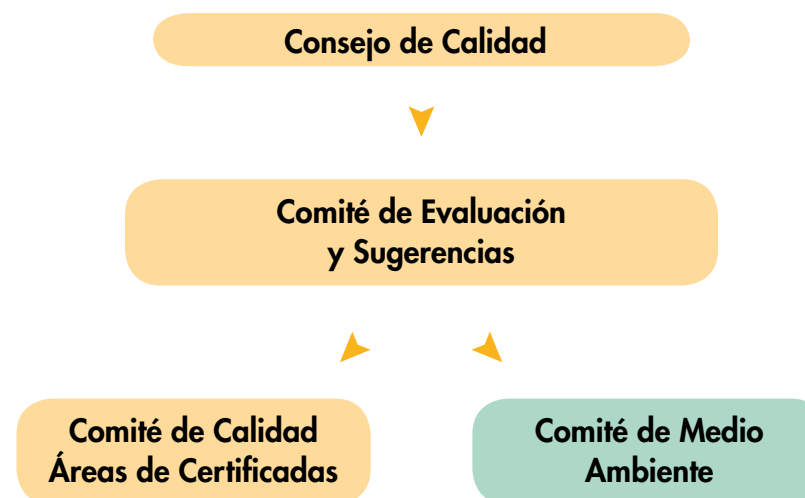 Consejo de Calidad
Comité de Evaluación
y Sugerencias
Comité de Calidad
Áreas de Certificadas
Comité de Medio
Ambiente